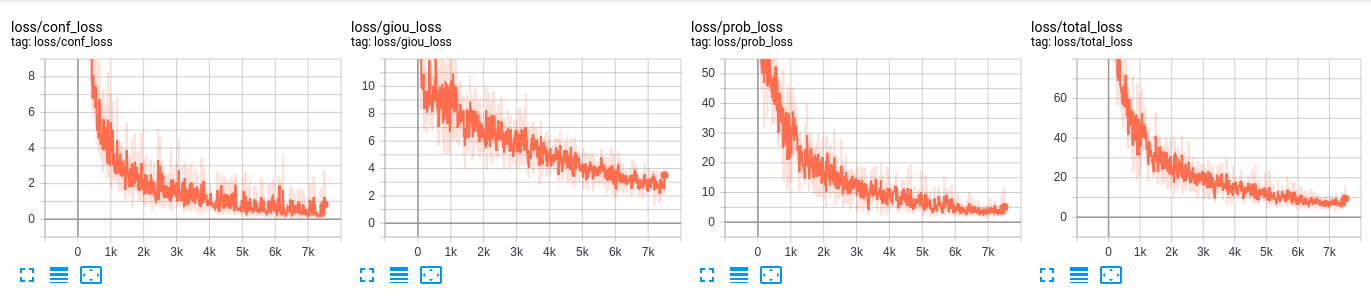 loss/conf_loss
tag: loss/conf_loss
8
6
4
2
0
0 1k 2k 3k 4k 5k 6k 7k
loss/giou_loss
tag: loss/giou_loss
10
8
6
4
2
0
0 1k 2k 3k 4k 5k 6k 7k
loss/prob_loss
tag: loss/prob_loss
50
40
30
20
10
0
0 1k 2k 3k 4k 5k 6k 7k
loss/total_loss
tag: loss/total_loss
60
40
20
0
0 1k 2k 3k 4k 5k 6k 7k